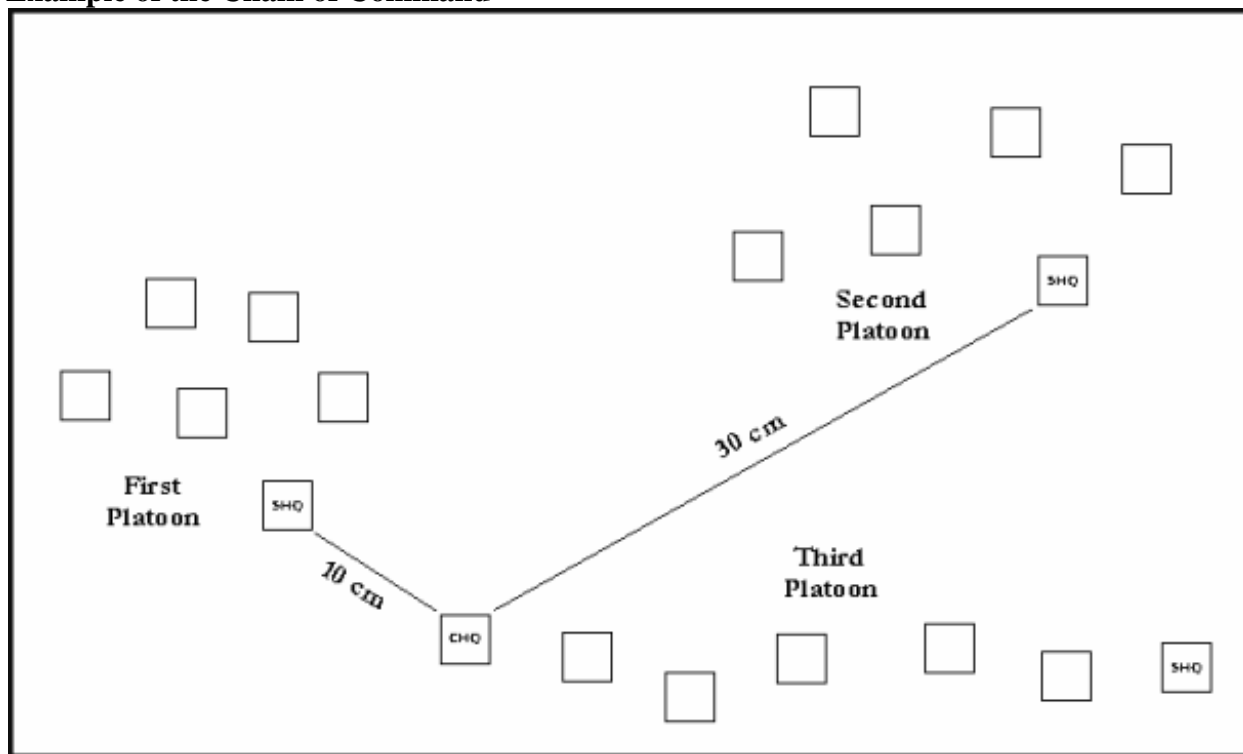 Example of the Chain of Command
SHQ
Second
Platoon
30 cm
First
Platoon
SHQ
10 cm
Third
Platoon
CHQ
SHQ